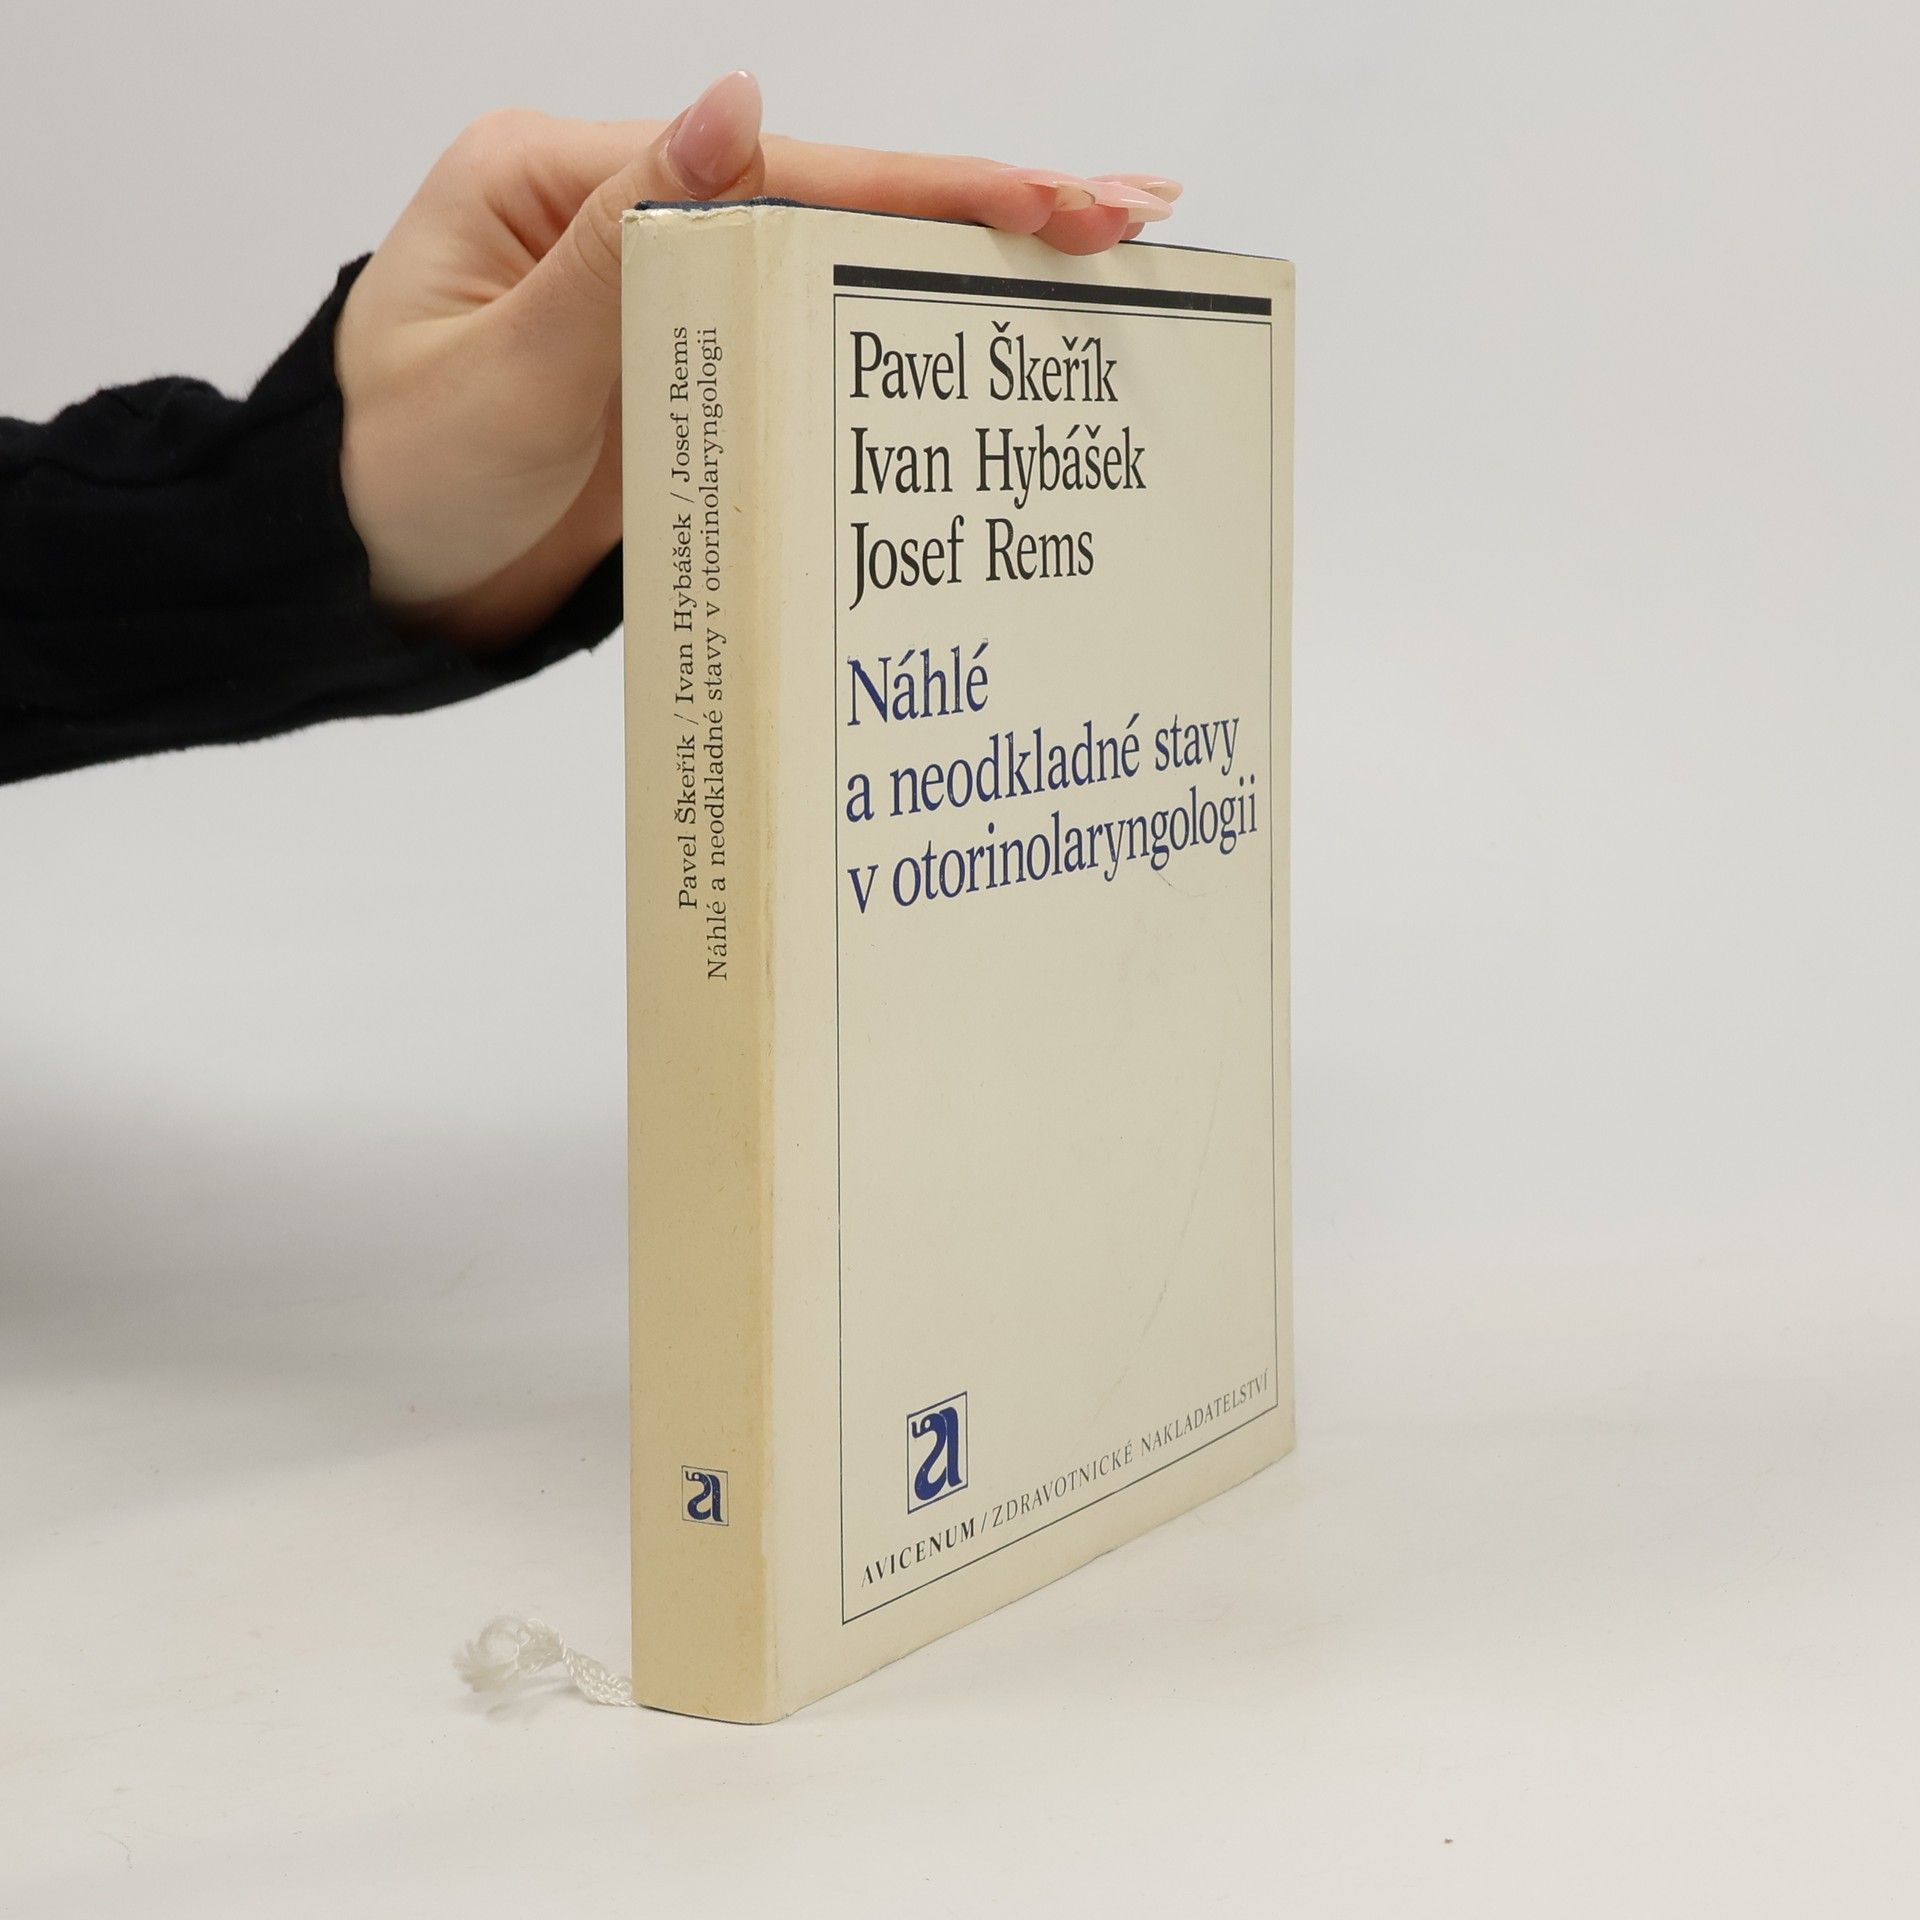 Pavel Škeřík / Ivan Hybášek / Josef Rems
Náhlé a neodkladné stavy v otorinolaryngologii
Pavel Škeřík
Ivan Hybášek
Josef Rems
Náhlé
a neodkladné stavy
v otorinolaryngologii
AVICENUM/ZDRAVOTNICKÉ NAKLADATELSTVÍ